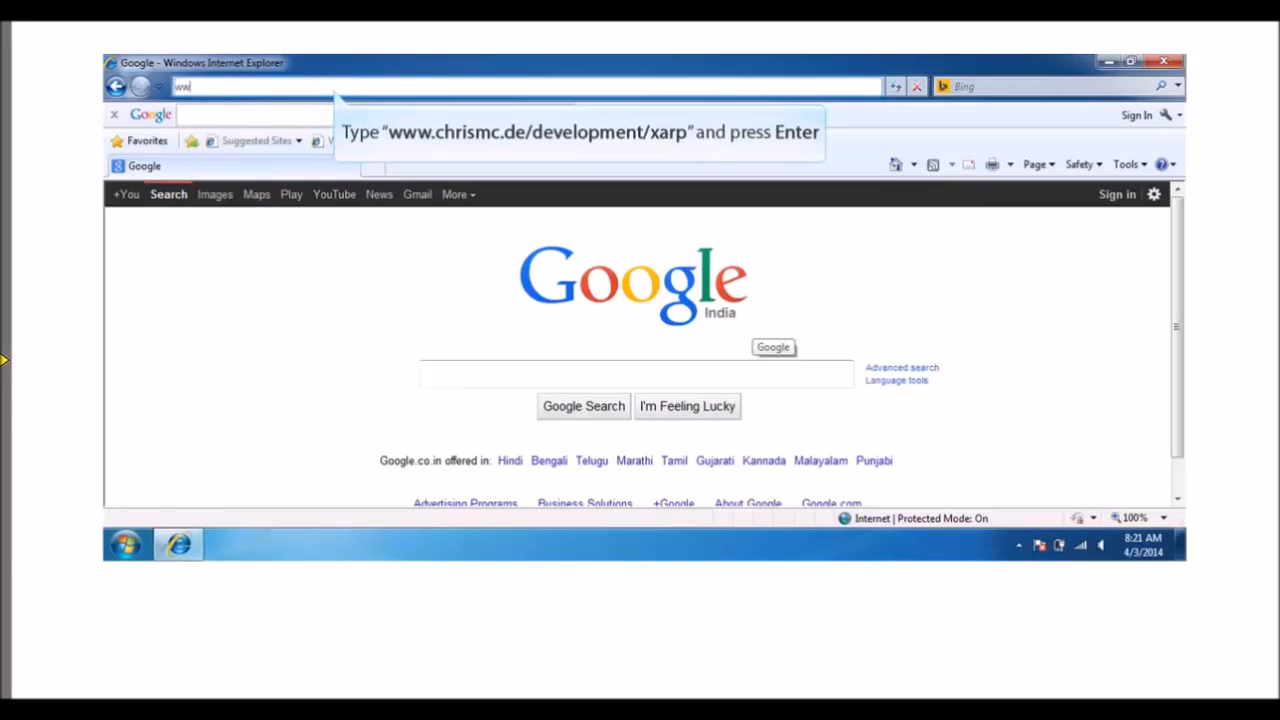 Google - Windows Internet Explorer
ww
Bing
Type “www.chrismc.de/development/xarp” and press Enter
Google
Sign In
Favorites
Suggested Sites
Google
Page
Safety
Tools
+You Search Images Maps Play YouTube News Gmail More
Sign in
Google
India
Google
Advanced search
Language tools
Google Search
I'm Feeling Lucky
Google.co.in offered in: Hindi Bengali Telugu Marathi Tamil Gujarati Kannada Malayalam Punjabi
Advertising Programs Business Solutions +Google About Google Google.com
Internet | Protected Mode: On
100%
8:21 AM
4/3/2014